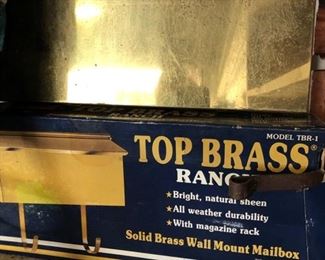 MODEL TBR-1
TOP BRASS®
RANCH
★Bright, natural sheen
★All weather durability
★With magazine rack
Solid Brass Wall Mount Mailbox